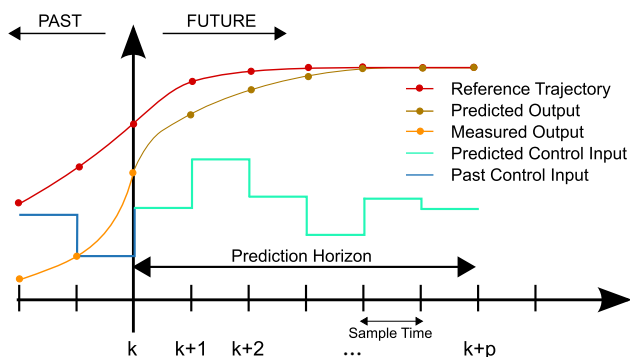 PAST
FUTURE
Reference Trajectory
Predicted Output
Measured Output
Predicted Control Input
Past Control Input
Prediction Horizon
Sample Time
k
k+1
k+2
...
k+p